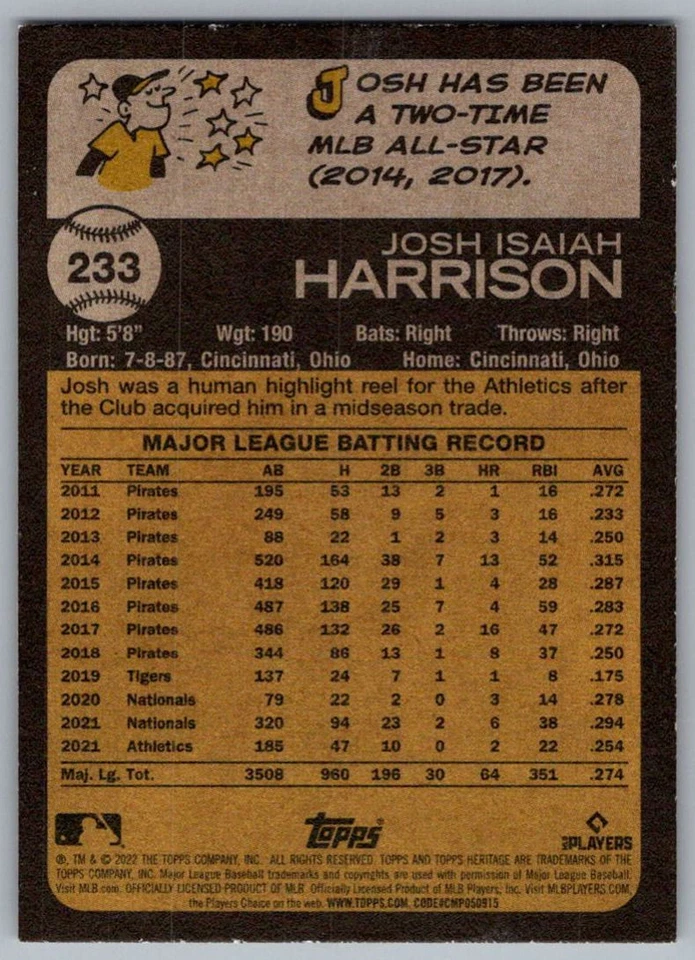 JOSH HAS BEEN
A TWO-TIME
MLB ALL-STAR
(2014, 2017).
233
JOSH ISAIAH
HARRISON
Hgt: 5'8" Wgt: 190 Bats: Right Throws: Right
Born: 7-8-87, Cincinnati, Ohio Home: Cincinnati, Ohio
Josh was a human highlight reel for the Athletics after
the Club acquired him in a midseason trade.
MAJOR LEAGUE BATTING RECORD
YEAR TEAM AB H 2B 3B HR RBI AVG
2011 Pirates 195 53 13 2 1 16 .272
2012 Pirates 249 58 9 5 3 16 .233
2013 Pirates 88 22 1 2 3 14 .250
2014 Pirates 520 164 38 7 13 52 .315
2015 Pirates 418 120 29 1 4 28 .287
2016 Pirates 487 138 25 7 4 59 .283
2017 Pirates 486 132 26 2 16 47 .272
2018 Pirates 344 86 13 1 8 37 .250
2019 Tigers 137 24 7 1 1 8 .175
2020 Nationals 79 22 2 0 3 14 .278
2021 Nationals 320 94 23 2 6 38 .294
2021 Athletics 185 47 10 0 2 22 .254
Maj. Lg. Tot. 3508 960 196 30 64 351 .274
Topps
MLB PLAYERS
®, TM & © 2022 THE TOPPS COMPANY, INC. ALL RIGHTS RESERVED. TOPPS AND TOPPS HERITAGE ARE TRADEMARKS OF THE
TOPPS COMPANY, INC. Major League Baseball trademarks and copyrights are used with permission of Major League Baseball.
Visit MLB.com. OFFICIALLY LICENSED PRODUCT OF MLB Officially Licensed Product of MLB Players, Inc. Visit MLBPLAYERS.COM,
the Players Choice on the web. WWW.TOPPS.COM. CODE#CMP050915